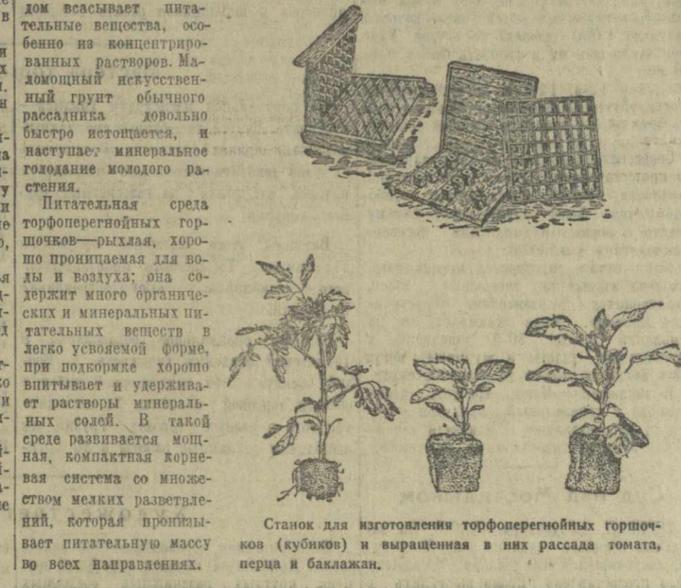 дом всасывает пита-
тельные вещества, осо-
бенно из концентриро-
ванных растворов. Ма-
ломощный искусствен-
ный грунт обычного
рассадника довольно
быстро истощается, и
наступает минеральное
голодание молодого ра-
стения.
Питательная среда
торфоперегнойных гор-
шочков—рыхлая, хоро-
шо проницаемая для во-
ды и воздуха; она со-
держит много органиче-
ских и минеральных пи-
тательных веществ в
легко усвояемой форме,
при подкормке хорошо
впитывает и удержива-
ет растворы минераль-
ных солей. В такой
среде развивается мощ-
ная, компактная корне-
вая система со множе-
ством мелких разветвле-
ний, которая пронизы-
вает питательную массу
во всех направлениях.
Станок для изготовления торфоперегнойных горшоч-
ков (кубиков) и выращенная в них рассада томата,
перца и баклажан.